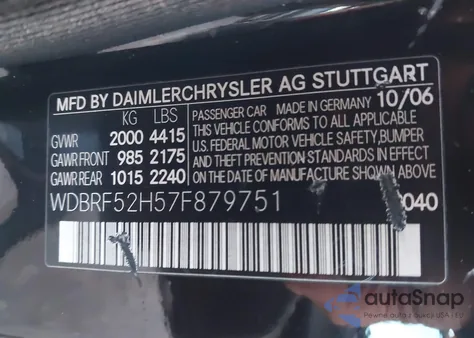 MFD BY DAIMLERCHRYSLER AG STUTTGART
KG LBS PASSENGER CAR MADE IN GERMANY 10/06
GVWR 2000 4415 THIS VEHICLE CONFORMS TO ALL APPLICABLE
GAWR FRONT 985 2175 U.S. FEDERAL MOTOR VEHICLE SAFETY, BUMPER
GAWR REAR 1015 2240 AND THEFT PREVENTION STANDARDS IN EFFECT
ON THE DATE OF MANUFACTURE SHOWN ABOVE
WDBRF52H57F879751 040
autoSnap